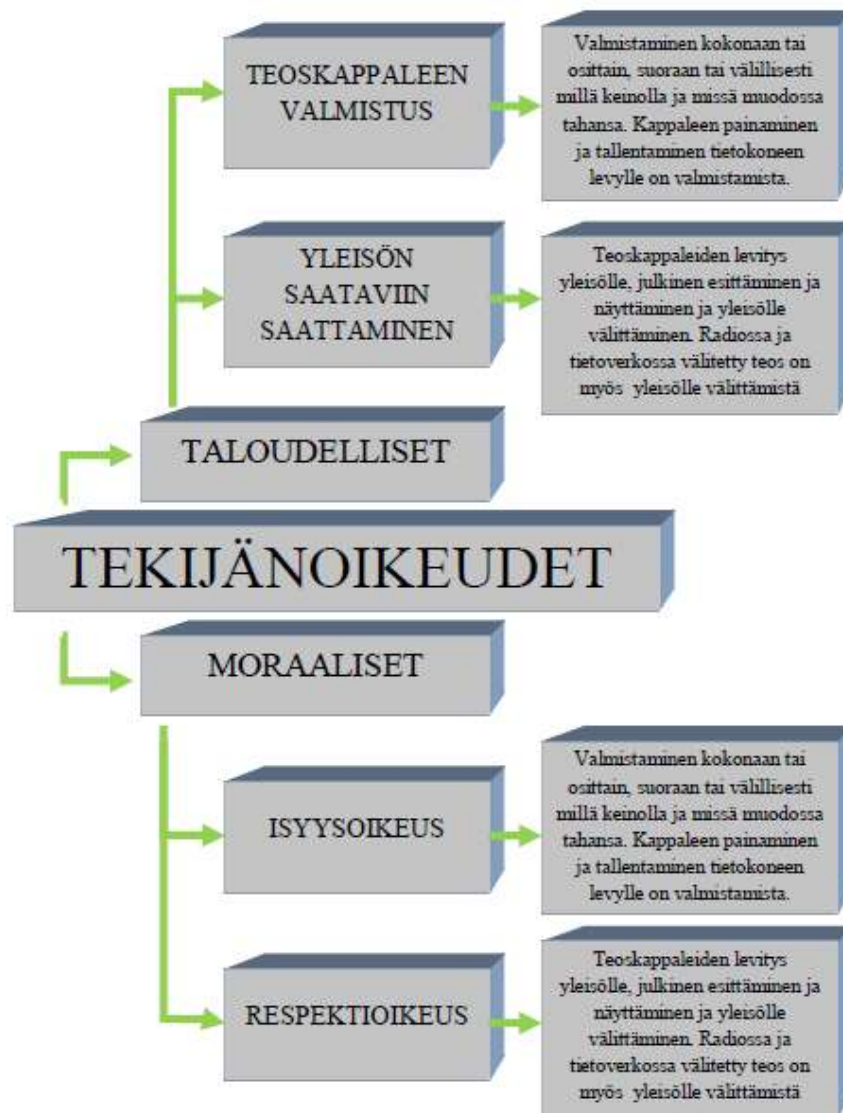 TEOSKAPPALEEN
VALMISTUS
Valmistaminen kokonaan tai
osittain, suoraan tai välillisesti
millä keinolla ja missä muodossa
tahansa. Kappaleen painaminen
ja tallentaminen tietokoneen
levylle on valmistamista.
YLEISÖN
SAATAVIIN
SAATTAMINEN
Teoskappaleiden levitys
yleisölle, julkinen esittäminen ja
näyttäminen ja yleisölle
välittäminen. Radiossa ja
tietoverkossa välitetty teos on
myös yleisölle välittämistä
TALOUDELLISET
TEKIJÄNOIKEUDET
MORAALISET
ISYYSOIKEUS
Valmistaminen kokonaan tai
osittain, suoraan tai välillisesti
millä keinolla ja missä muodossa
tahansa. Kappaleen painaminen
ja tallentaminen tietokoneen
levylle on valmistamista.
RESPEKTIOIKEUS
Teoskappaleiden levitys
yleisölle, julkinen esittäminen ja
näyttäminen ja yleisölle
välittäminen. Radiossa ja
tietoverkossa välitetty teos on
myös yleisölle välittämistä